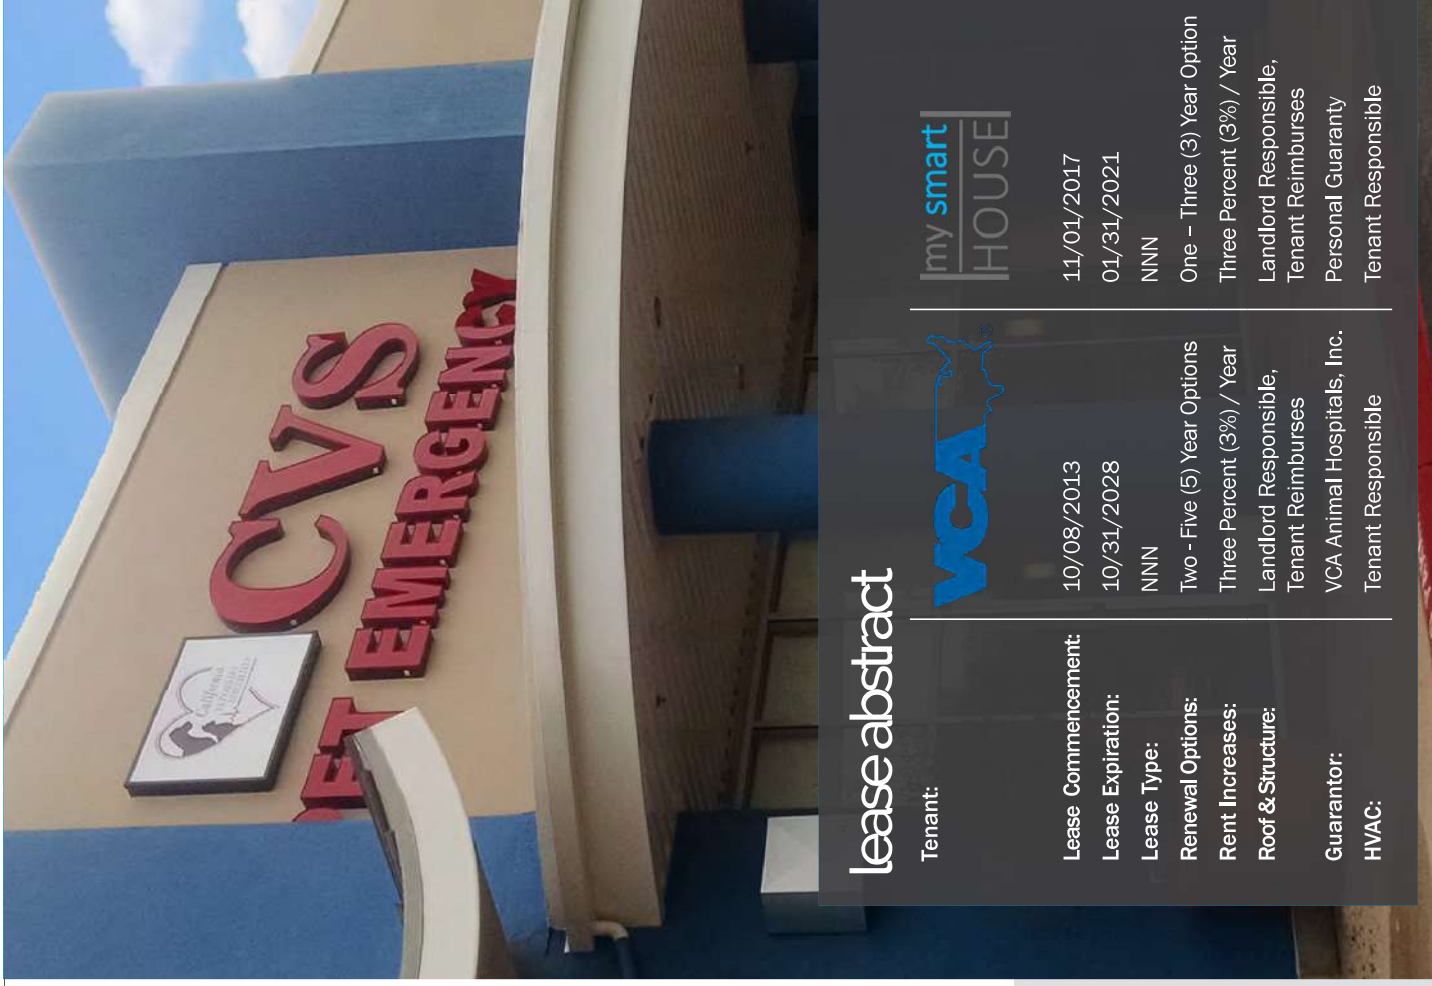 California
CVS
PET EMERGENCY
lease abstract
Tenant: VCA my smart HOUSE
Lease Commencement: 10/08/2013 11/01/2017
Lease Expiration: 10/31/2028 01/31/2021
Lease Type: NNN NNN
Renewal Options: Two - Five (5) Year Options One – Three (3) Year Option
Rent Increases: Three Percent (3%) / Year Three Percent (3%) / Year
Roof & Structure: Landlord Responsible, Landlord Responsible,
Tenant Reimburses Tenant Reimburses
Guarantor: VCA Animal Hospitals, Inc. Personal Guaranty
HVAC: Tenant Responsible Tenant Responsible